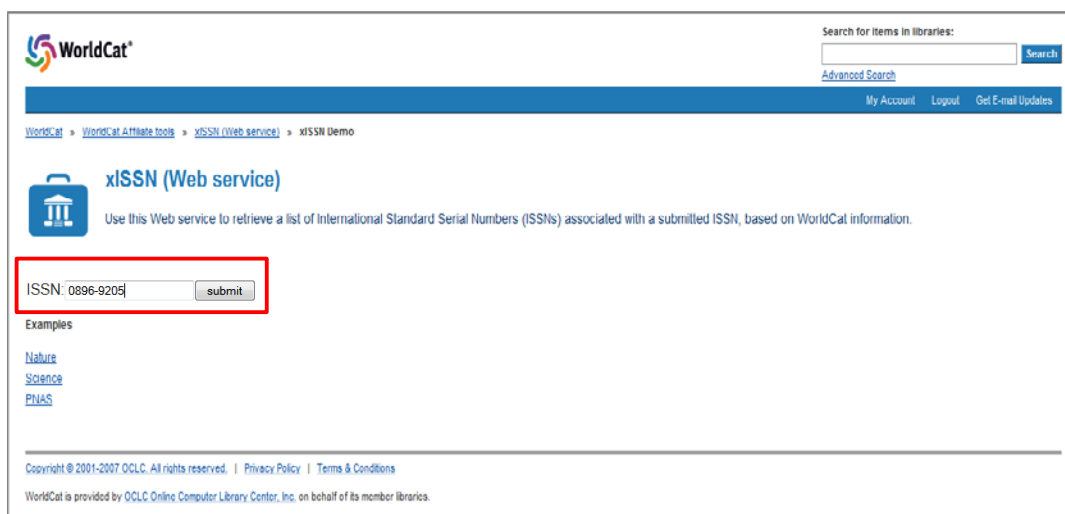 Search for items in libraries:
WorldCat®
Search
Advanced Search
My Account Logout Get E-mail Updates
WorldCat » WorldCat Affiliate tools » xISSN (Web service) » xISSN Demo
xISSN (Web service)
Use this Web service to retrieve a list of International Standard Serial Numbers (ISSNs) associated with a submitted ISSN, based on WorldCat information.
ISSN: 0896-9205 submit
Examples
Nature
Science
PNAS
Copyright © 2001-2007 OCLC. All rights reserved. | Privacy Policy | Terms & Conditions
WorldCat is provided by OCLC Online Computer Library Center, Inc. on behalf of its member libraries.